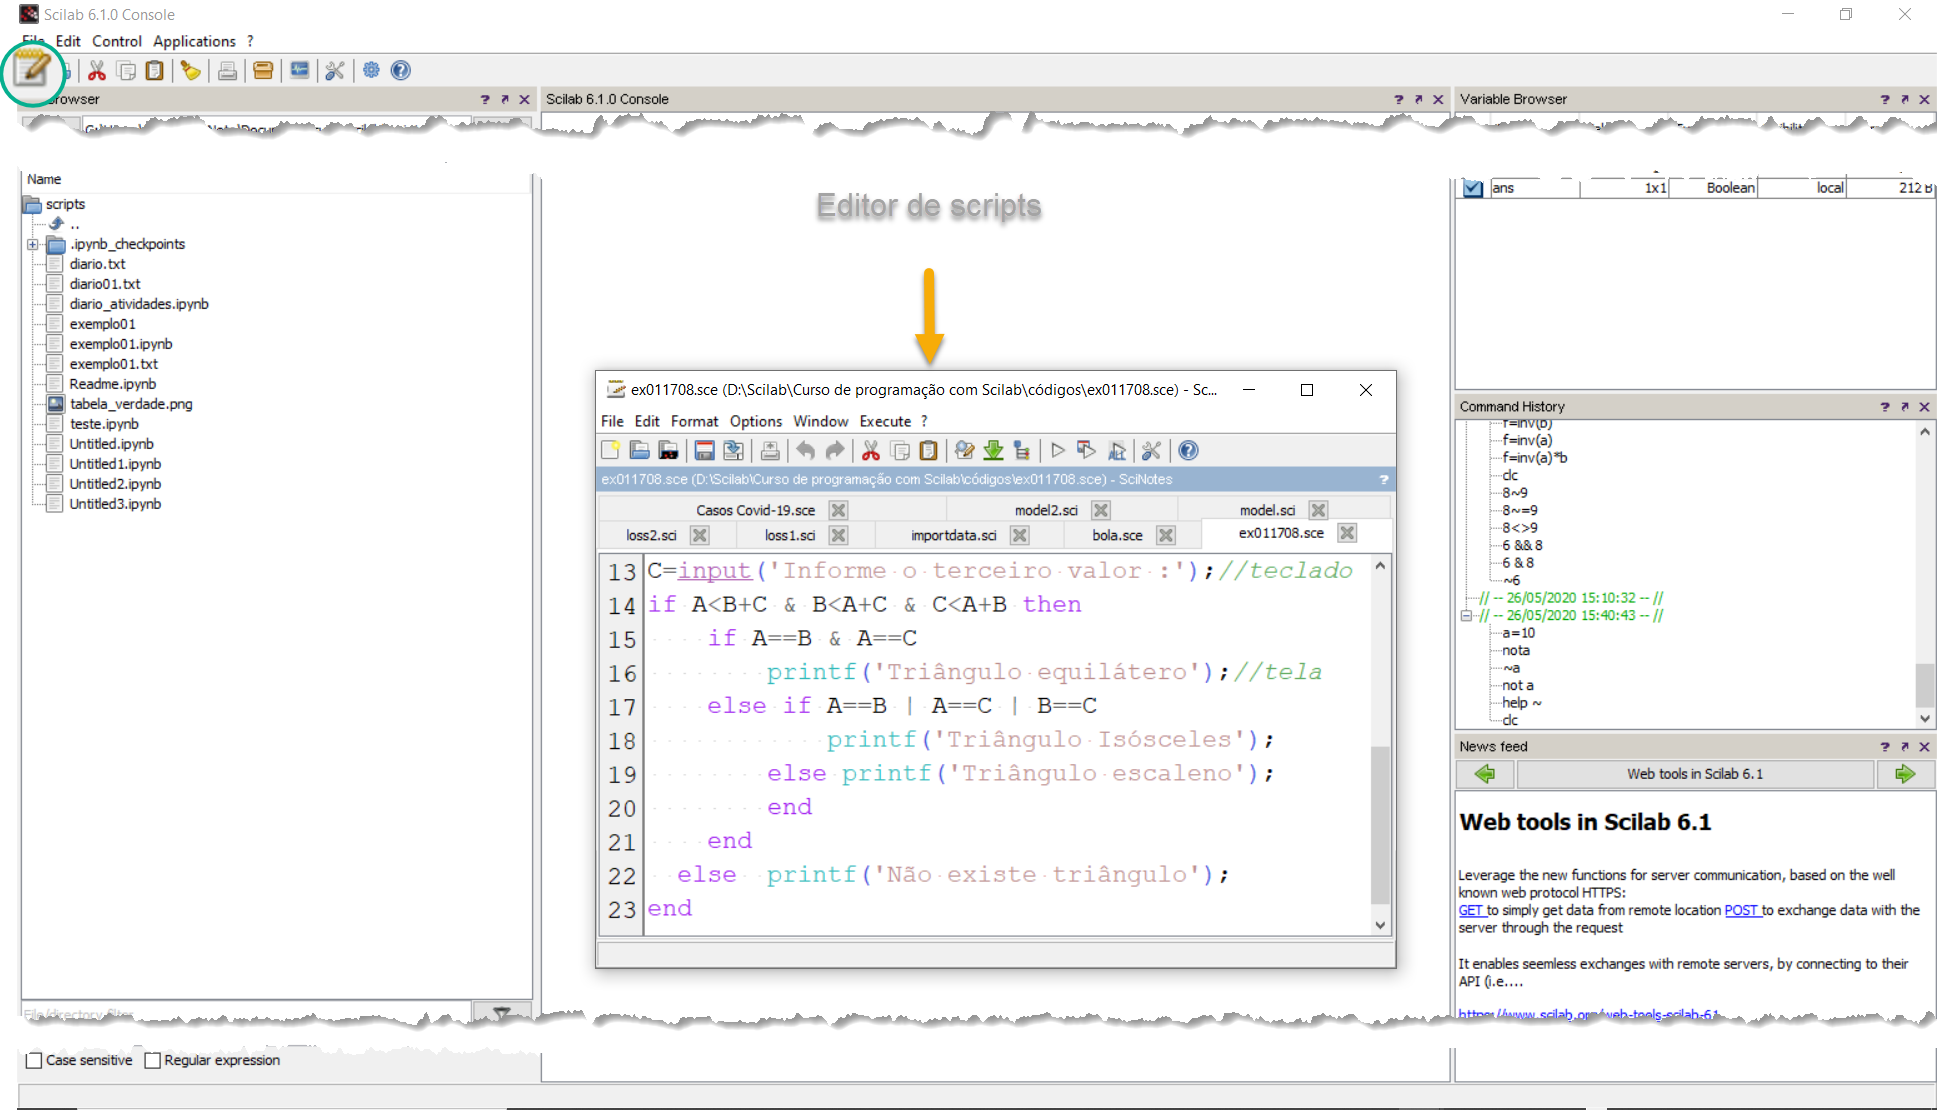 Scilab 6.1.0 Console
File Edit Control Applications ?
Browser
Scilab 6.1.0 Console
Variable Browser
Name
scripts
..
.ipynb_checkpoints
diario.txt
diario01.txt
diario_atividades.ipynb
exemplo01
exemplo01.ipynb
exemplo01.txt
Readme.ipynb
tabela_verdade.png
teste.ipynb
Untitled.ipynb
Untitled1.ipynb
Untitled2.ipynb
Untitled3.ipynb
File/directory filter
Case sensitive Regular expression
Editor de scripts
ex011708.sce (D:\Scilab\Curso de programação com Scilab\códigos\ex011708.sce) - Sc...
File Edit Format Options Window Execute ?
ex011708.sce (D:\Scilab\Curso de programação com Scilab\códigos\ex011708.sce) - SciNotes
Casos Covid-19.sce model2.sci model.sci
loss2.sci loss1.sci importdata.sci bola.sce ex011708.sce
13 C=input('Informe o terceiro valor :');//teclado
14 if A<B+C & B<A+C & C<A+B then
15 if A==B & A==C
16 printf('Triângulo equilátero');//tela
17 else if A==B | A==C | B==C
18 printf('Triângulo Isósceles');
19 else printf('Triângulo escaleno');
20 end
21 end
22 else printf('Não existe triângulo');
23 end
ans 1x1 Boolean local 212 B
Command History
f=inv(b)
f=inv(a)
f=inv(a)*b
clc
8~9
8~=9
8<>9
6 && 8
6 & 8
~6
// -- 26/05/2020 15:10:32 -- //
// -- 26/05/2020 15:40:43 -- //
a=10
nota
~a
not a
help ~
clc
News feed
Web tools in Scilab 6.1
Web tools in Scilab 6.1
Leverage the new functions for server communication, based on the well
known web protocol HTTPS:
GET to simply get data from remote location POST to exchange data with the
server through the request
It enables seemless exchanges with remote servers, by connecting to their
API (i.e....
https://www.scilab.org/web-tools-scilab-61